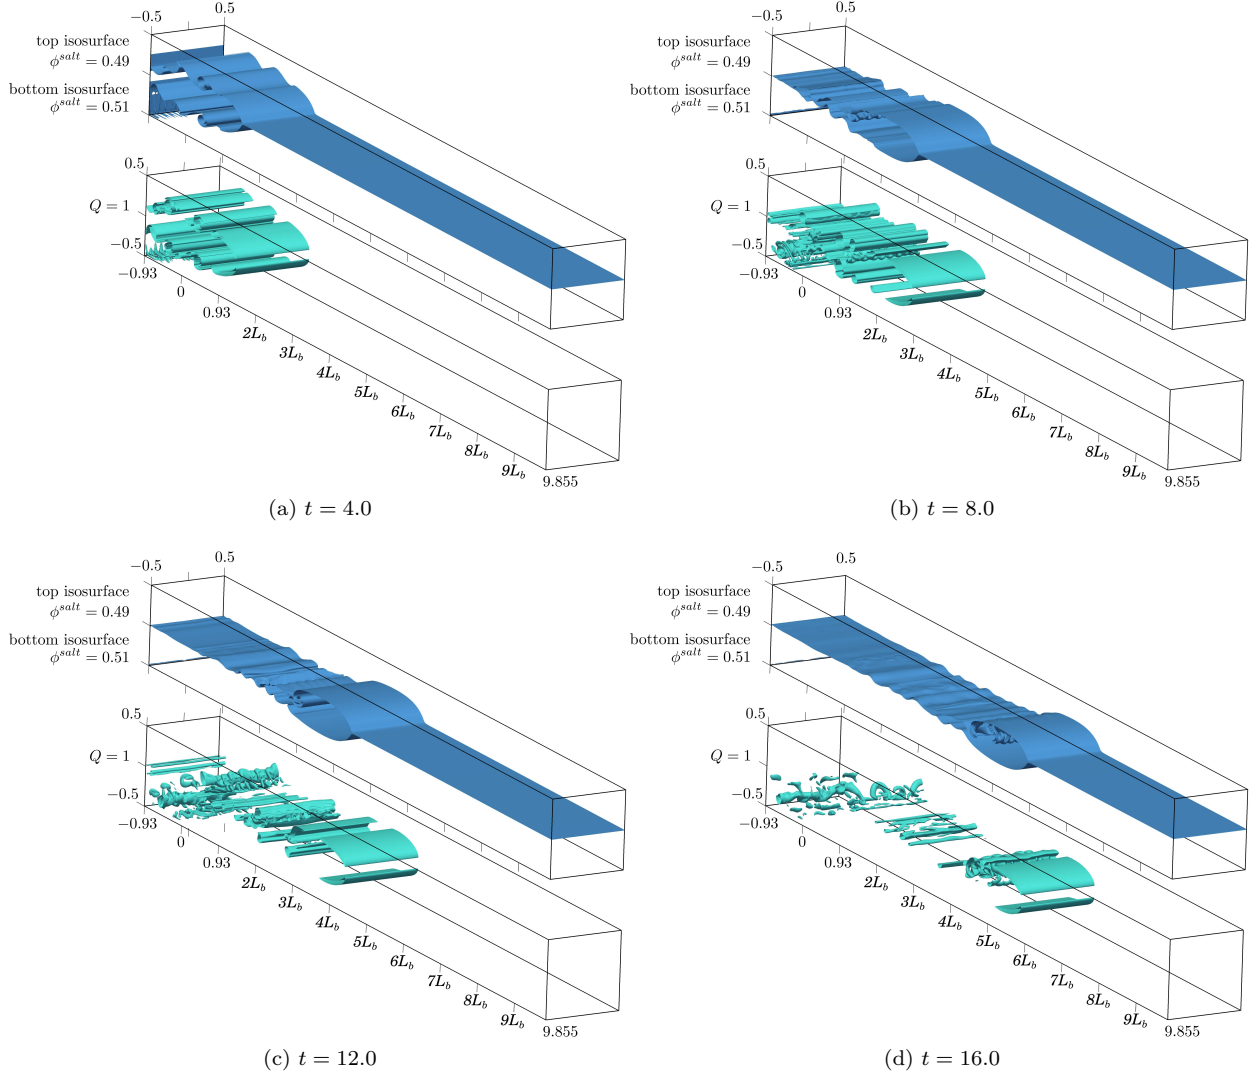 −0.5
0.5
top isosurface
ϕ^{salt} = 0.49
bottom isosurface
ϕ^{salt} = 0.51
0.5
Q = 1
−0.5
−0.93
0
0.93
2L_b
3L_b
4L_b
5L_b
6L_b
7L_b
8L_b
9L_b
9.855
(a) t = 4.0
−0.5
0.5
top isosurface
ϕ^{salt} = 0.49
bottom isosurface
ϕ^{salt} = 0.51
0.5
Q = 1
−0.5
−0.93
0
0.93
2L_b
3L_b
4L_b
5L_b
6L_b
7L_b
8L_b
9L_b
9.855
(b) t = 8.0
−0.5
0.5
top isosurface
ϕ^{salt} = 0.49
bottom isosurface
ϕ^{salt} = 0.51
0.5
Q = 1
−0.5
−0.93
0
0.93
2L_b
3L_b
4L_b
5L_b
6L_b
7L_b
8L_b
9L_b
9.855
(c) t = 12.0
−0.5
0.5
top isosurface
ϕ^{salt} = 0.49
bottom isosurface
ϕ^{salt} = 0.51
0.5
Q = 1
−0.5
−0.93
0
0.93
2L_b
3L_b
4L_b
5L_b
6L_b
7L_b
8L_b
9L_b
9.855
(d) t = 16.0